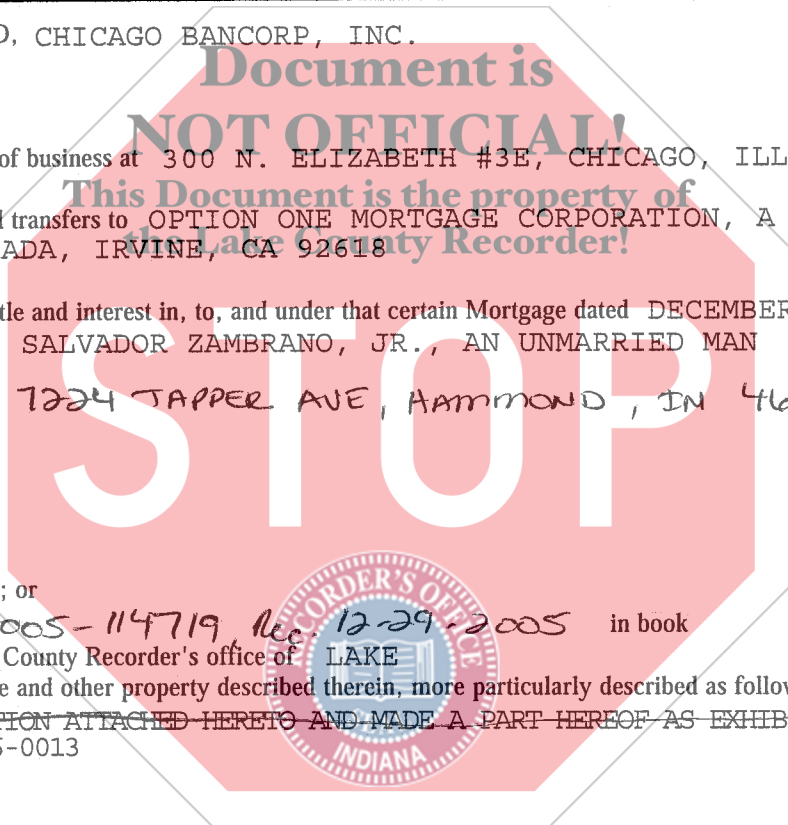 D, CHICAGO BANCORP, INC.
Document is
NOT OFFICIAL!
of business at 300 N. ELIZABETH #3E, CHICAGO, ILL
This Document is the property of
d transfers to OPTION ONE MORTGAGE CORPORATION, A
the Lake County Recorder!
ADA, IRVINE, CA 92618
tle and interest in, to, and under that certain Mortgage dated DECEMBER
SALVADOR ZAMBRANO, JR., AN UNMARRIED MAN
7224 JAPPER AVE, HAMMOND, IN 46
STOP
; or
005-114719, Rec. 12-29-2005 in book
County Recorder's office of LAKE
e and other property described therein, more particularly described as follow
TION ATTACHED HERETO AND MADE A PART HEREOF AS EXHIB
5-0013
RECORDER'S OFFICE
INDIANA